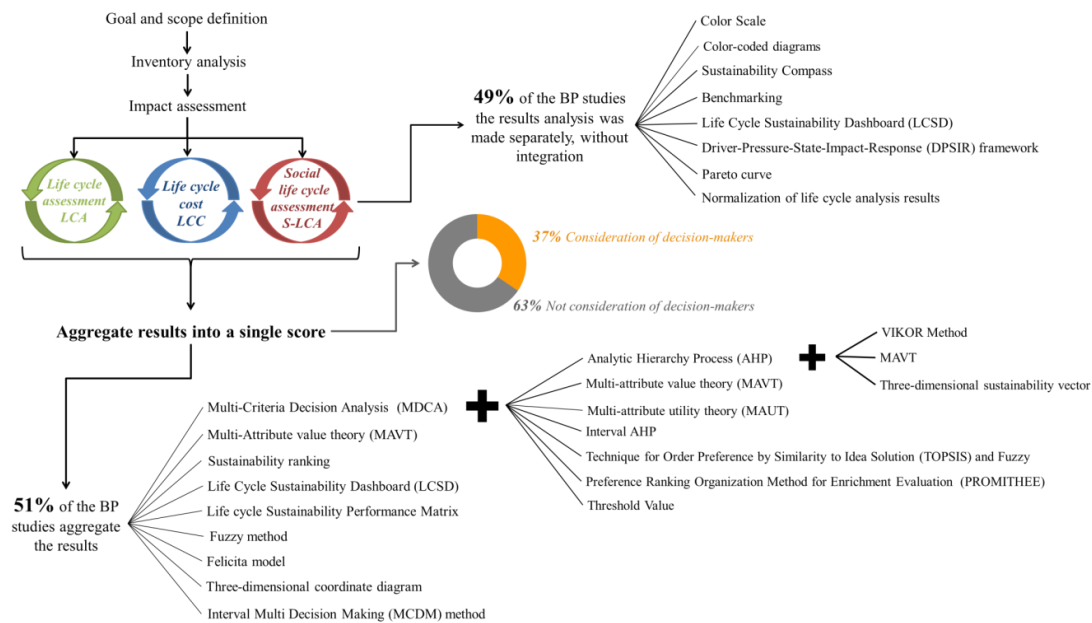 Goal and scope definition
Inventory analysis
Impact assessment
Life cycle
assessment
LCA
Life cycle
cost
LCC
Social
life cycle
assessment
S-LCA
49% of the BP studies
the results analysis was
made separately, without
integration
Color Scale
Color-coded diagrams
Sustainability Compass
Benchmarking
Life Cycle Sustainability Dashboard (LCSD)
Driver-Pressure-State-Impact-Response (DPSIR) framework
Pareto curve
Normalization of life cycle analysis results
37% Consideration of decision-makers
63% Not consideration of decision-makers
Aggregate results into a single score
51% of the BP
studies aggregate
the results
Multi-Criteria Decision Analysis (MDCA)
Multi-Attribute value theory (MAVT)
Sustainability ranking
Life Cycle Sustainability Dashboard (LCSD)
Life cycle Sustainability Performance Matrix
Fuzzy method
Felicita model
Three-dimensional coordinate diagram
Interval Multi Decision Making (MCDM) method
Analytic Hierarchy Process (AHP)
Multi-attribute value theory (MAVT)
Multi-attribute utility theory (MAUT)
Interval AHP
Technique for Order Preference by Similarity to Idea Solution (TOPSIS) and Fuzzy
Preference Ranking Organization Method for Enrichment Evaluation (PROMITHEE)
Threshold Value
VIKOR Method
MAVT
Three-dimensional sustainability vector